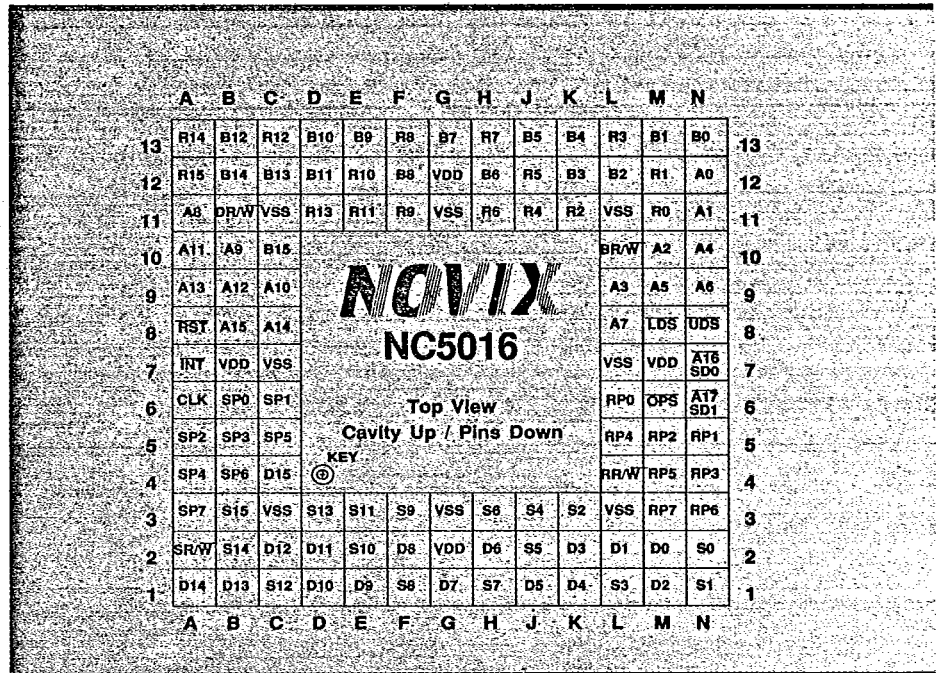 A B C D E F G H J K L M N
13 R14 B12 R12 B10 B9 R8 B7 R7 B5 B4 R3 B1 B0 13
12 R15 B14 B13 B11 R10 B8 VDD B6 R5 B3 B2 R1 A0 12
11 A8 DR/W VSS R13 R11 R9 VSS R6 R4 R2 VSS R0 A1 11
10 A11 A9 B15 BR/W A2 A4 10
9 A13 A12 A10 A3 A5 A6 9
NOVIX
8 RST A15 A14 A7 LDS UDS 8
NC5016
7 INT VDD VSS VSS VDD A16 SD0 7
6 CLK SP0 SP1 RP0 OPS A17 SD1 6
Top View
5 SP2 SP3 SP5 RP4 RP2 RP1 5
Cavity Up / Pins Down
KEY
4 SP4 SP6 D15 RR/W RP5 RP3 4
3 SP7 S15 VSS S13 S11 S9 VSS S6 S4 S2 VSS RP7 RP6 3
2 SR/W S14 D12 D11 S10 D8 VDD D6 S5 D3 D1 D0 S0 2
1 D14 D13 S12 D10 D9 S8 D7 S7 D5 D4 S3 D2 S1 1
A B C D E F G H J K L M N